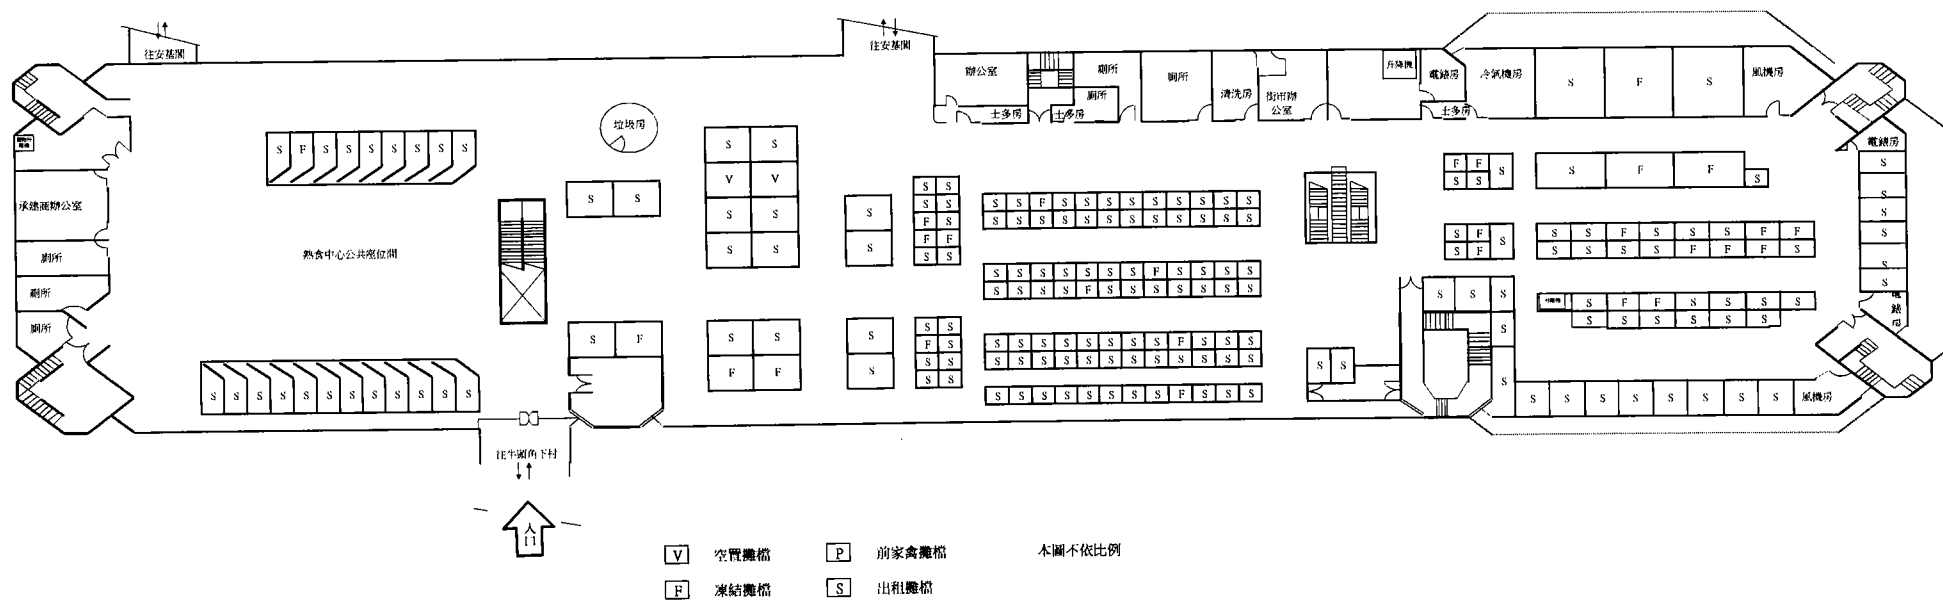 往安基閣
往安基閣
辦公室
廁所
廁所
廁所
士多房
士多房
清洗房
街市辦公室
升降機
電錶房
士多房
冷氣機房
S F S
風機房
電錶房
垃圾房
S F S S S S S S S
承建商辦公室
廁所
廁所
廁所
熟食中心公共座位間
S S S S S S S S S S S
S S
S F
S S
V V
S S
S S
S S
F F
S
S
S
S
S S
S S
F S
F F
S S
S S
F S
S S
S S
S S F S S S S S S S S S
S S S S S S S S S S S S
S S S S S S S F S S S S
S S S S F S S S S S S S
S S S S S S S S F S S S
S S S S S S S S S S S S
S S S S S S S S F S S S
F F S
S S
S F S
S F
S F F S
S S F S S S F F
S S S S F F F S
S F F S S S S
S S S S S S
S
S
S
S
S
S
電錶房
S S S
S
S
S S
S S S S S S S S S
風機房
往牛頭角下村
入口
V 空置攤檔
P 前家禽攤檔
本圖不依比例
F 凍結攤檔
S 出租攤檔